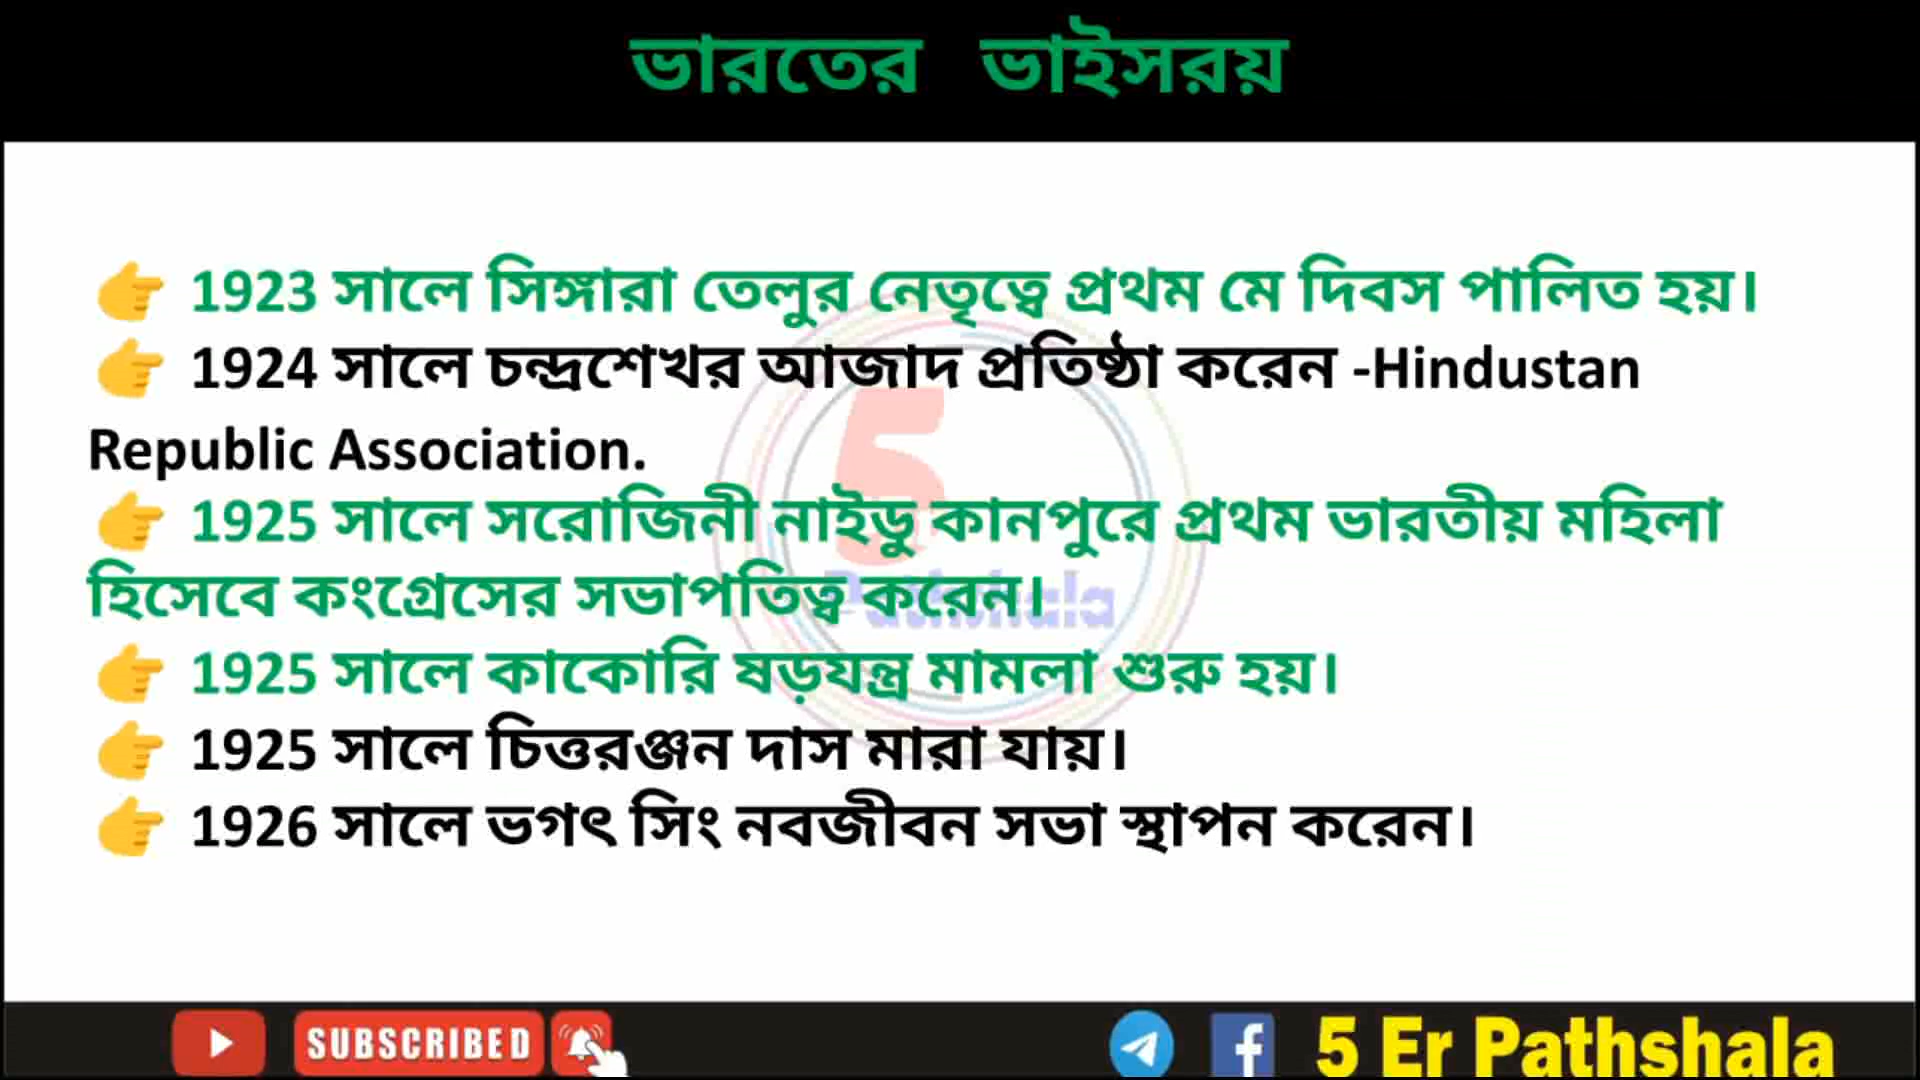 ভারতের ভাইসরয়
👉 1923 সালে সিঙ্গারা তেলুর নেতৃত্বে প্রথম মে দিবস পালিত হয়।
👉 1924 সালে চন্দ্রশেখর আজাদ প্রতিষ্ঠা করেন -Hindustan
Republic Association.
👉 1925 সালে সরোজিনী নাইডু কানপুরে প্রথম ভারতীয় মহিলা
হিসেবে কংগ্রেসের সভাপতিত্ব করেন।
👉 1925 সালে কাকোরি ষড়যন্ত্র মামলা শুরু হয়।
👉 1925 সালে চিত্তরঞ্জন দাস মারা যায়।
👉 1926 সালে ভগৎ সিং নবজীবন সভা স্থাপন করেন।
5
Pathshala
SUBSCRIBED
5 Er Pathshala